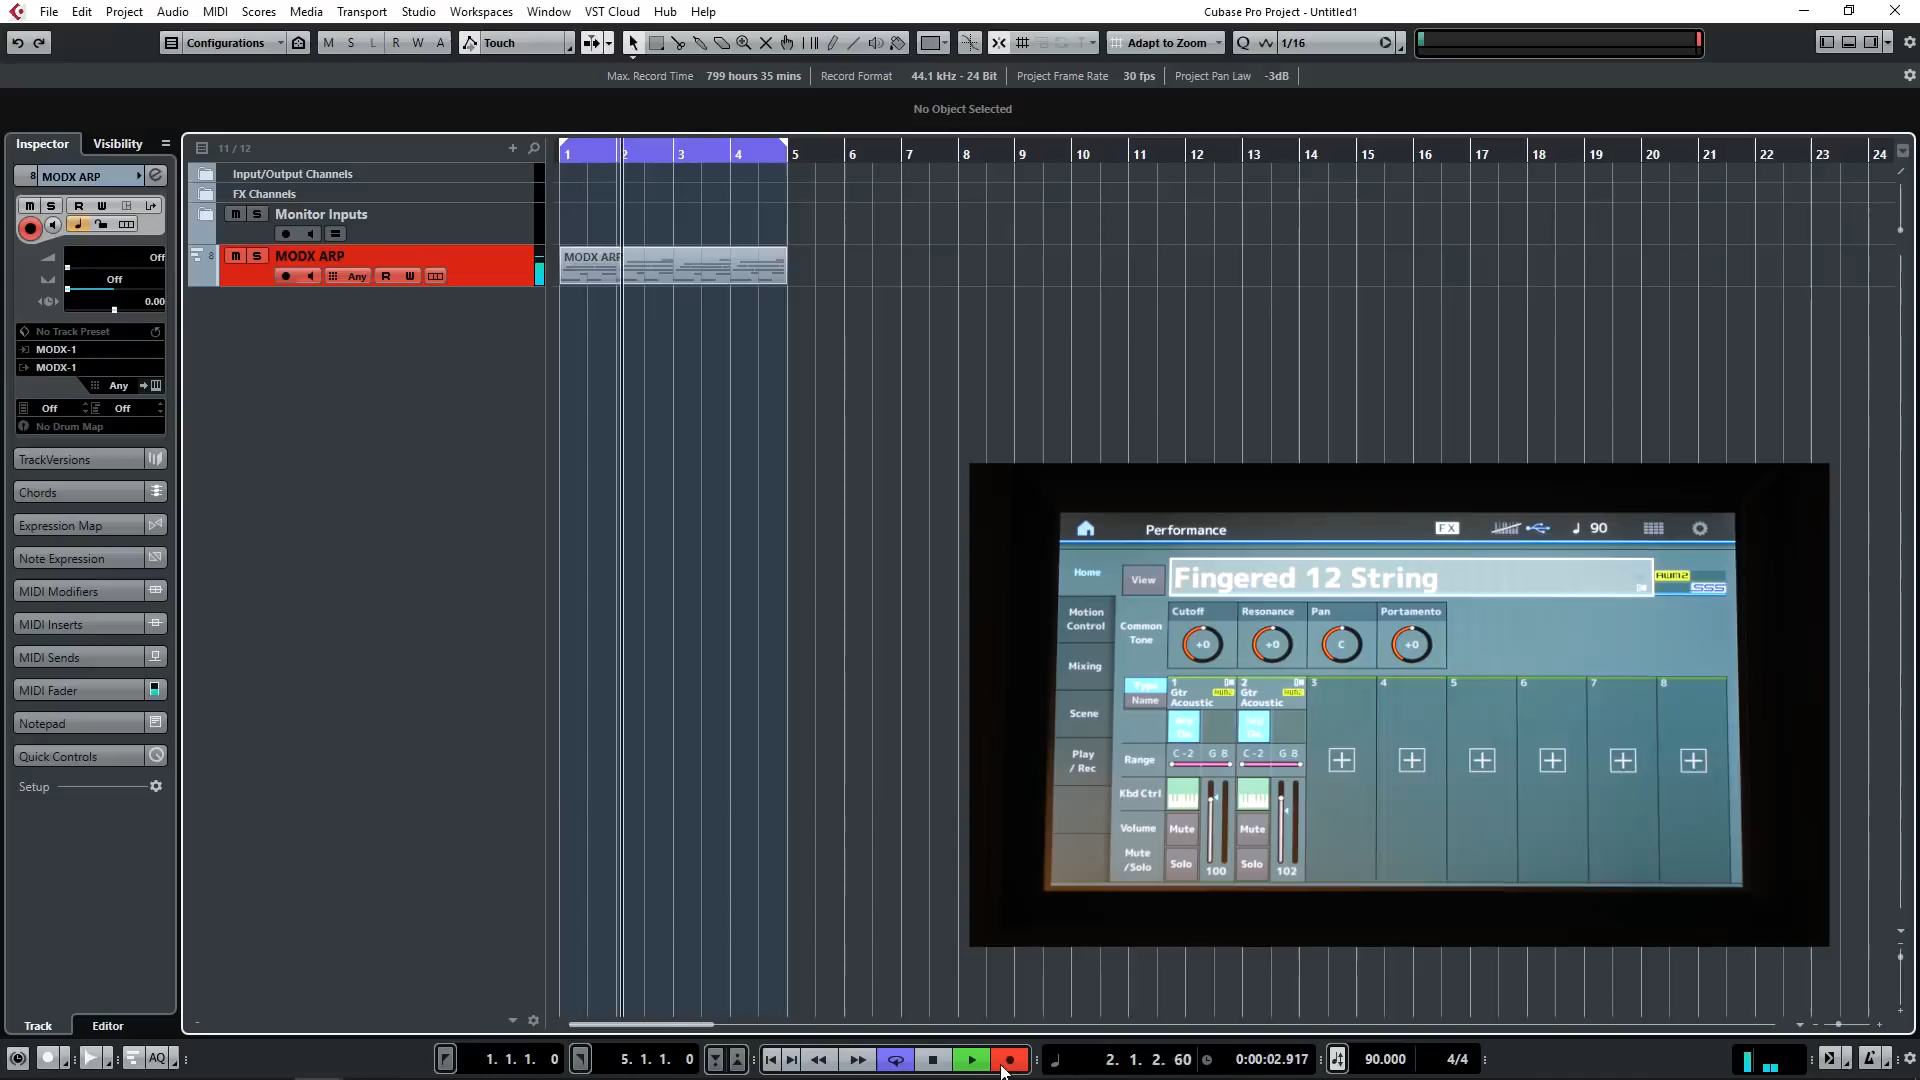 File Edit Project Audio MIDI Scores Media Transport Studio Workspaces Window VST Cloud Hub Help
Cubase Pro Project - Untitled1
Configurations
M S L R W A
Touch
Adapt to Zoom
Q
1/16
Max. Record Time 799 hours 35 mins
Record Format 44.1 kHz - 24 Bit
Project Frame Rate 30 fps
Project Pan Law -3dB
No Object Selected
Inspector Visibility
8 MODX ARP
M S R W
Off
Off
0.00
No Track Preset
MODX-1
MODX-1
Any
Off Off
No Drum Map
TrackVersions
Chords
Expression Map
Note Expression
MIDI Modifiers
MIDI Inserts
MIDI Sends
MIDI Fader
Notepad
Quick Controls
Setup
Track Editor
11 / 12
Input/Output Channels
FX Channels
M S Monitor Inputs
8 M S MODX ARP
Any R W
1 2 3 4 5 6 7 8 9 10 11 12 13 14 15 16 17 18 19 20 21 22 23 24
MODX ARP
Performance
FX
90
Home
View
Fingered 12 String
AWM2
SSS
Motion Control
Mixing
Scene
Play / Rec
Common Tone
Cutoff Resonance Pan Portamento
+0 +0 C +0
Type
Name
1 2 3 4 5 6 7 8
Gtr Acoustic
Gtr Acoustic
AWM2 AWM2
Range
C -2 G 8 C -2 G 8
Kbd Ctrl
Volume
Mute Mute
Mute /Solo
Solo 100 Solo 102
AQ
1. 1. 1. 0
5. 1. 1. 0
2. 1. 2. 60
0:00:02.917
90.000
4/4